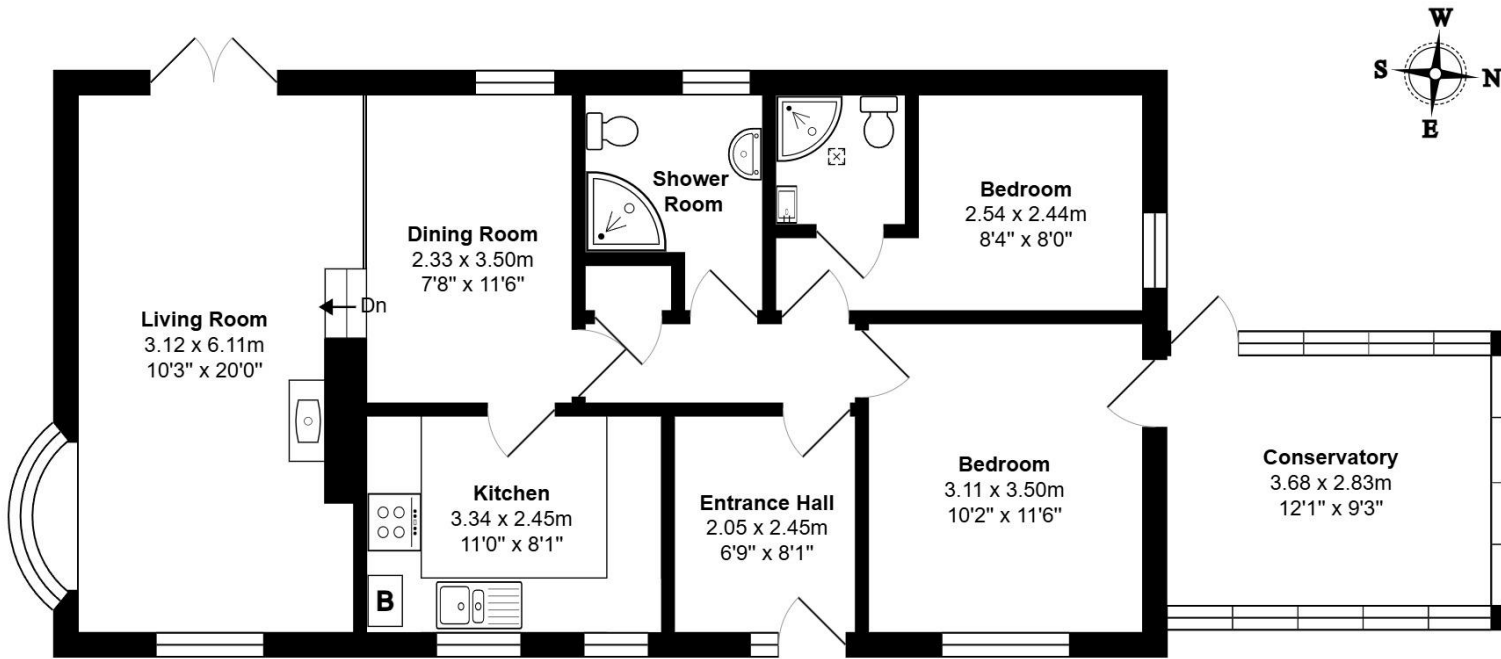 W
S
N
E
Living Room
3.12 x 6.11m
10'3" x 20'0"
Dn
Dining Room
2.33 x 3.50m
7'8" x 11'6"
Shower
Room
Bedroom
2.54 x 2.44m
8'4" x 8'0"
Kitchen
3.34 x 2.45m
11'0" x 8'1"
B
Entrance Hall
2.05 x 2.45m
6'9" x 8'1"
Bedroom
3.11 x 3.50m
10'2" x 11'6"
Conservatory
3.68 x 2.83m
12'1" x 9'3"